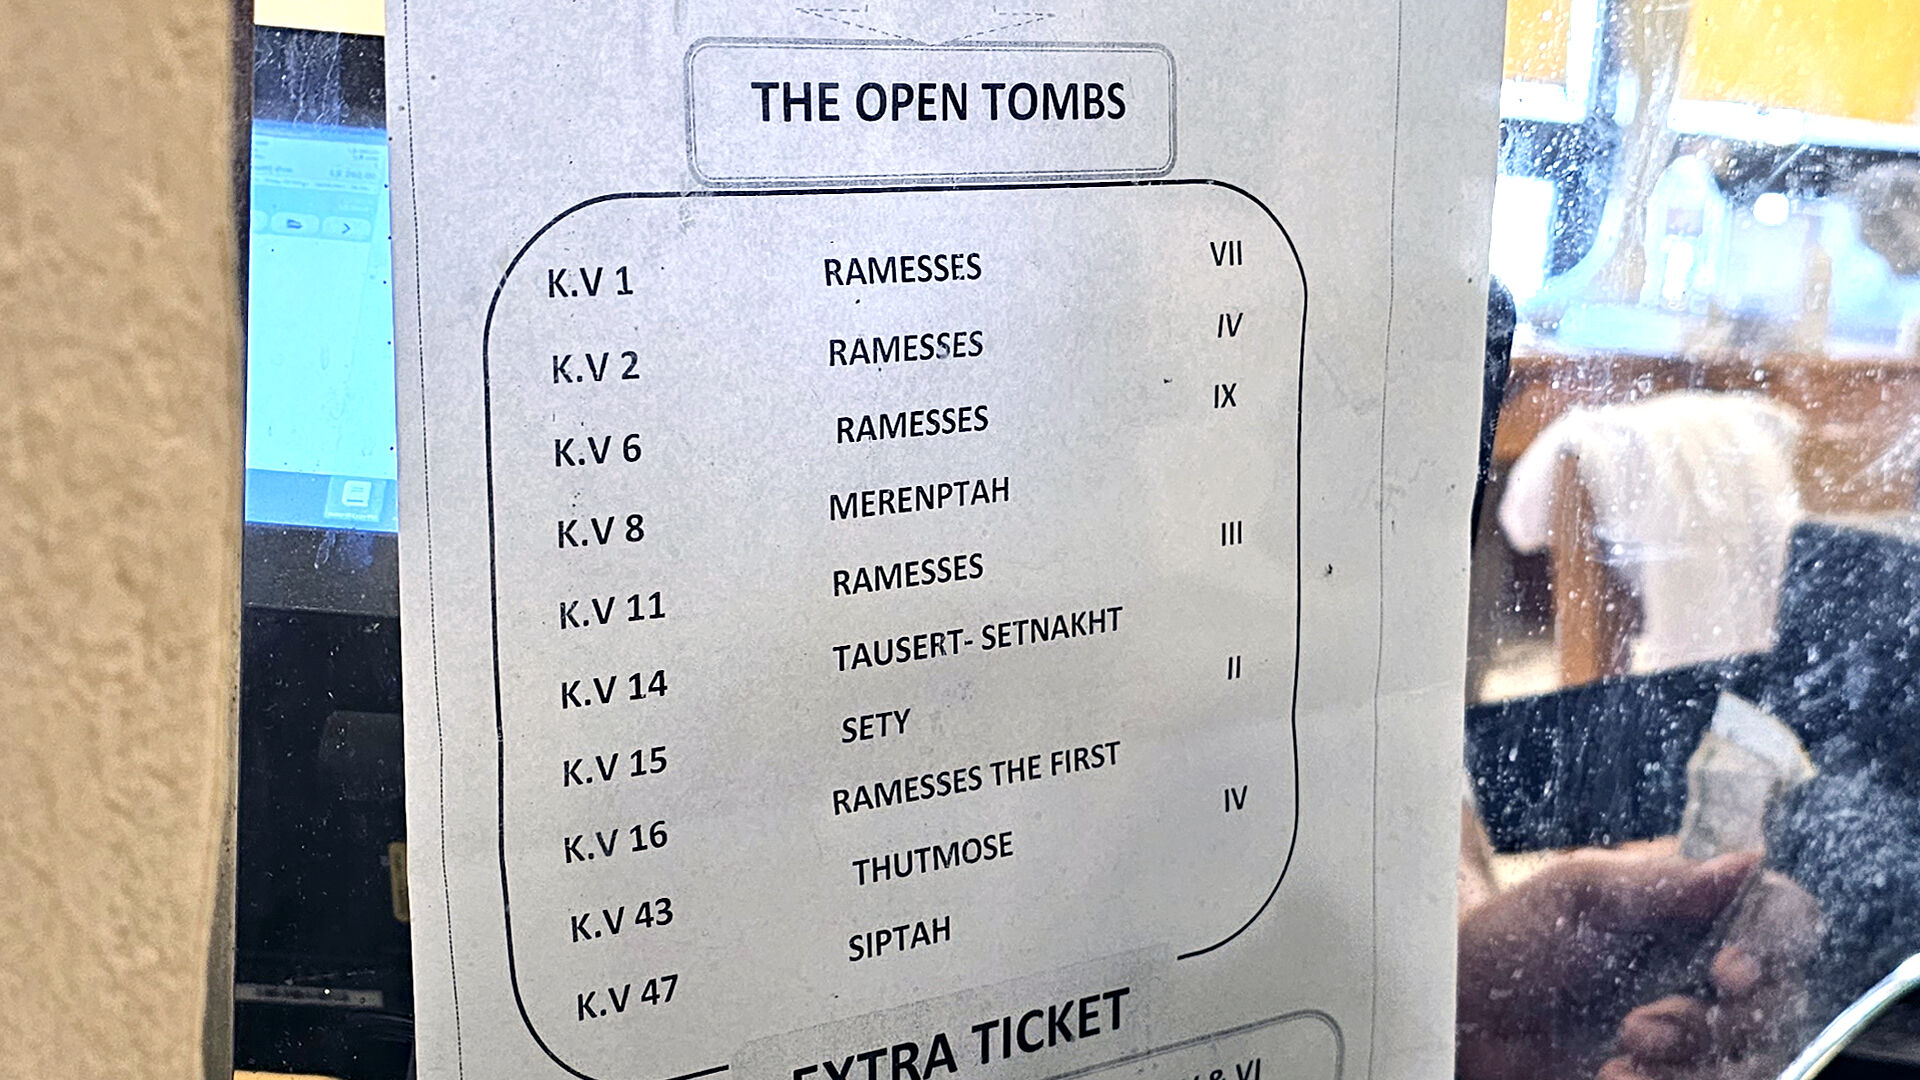 THE OPEN TOMBS
K.V 1 RAMESSES VII
K.V 2 RAMESSES IV
K.V 6 RAMESSES IX
K.V 8 MERENPTAH
K.V 11 RAMESSES III
K.V 14 TAUSERT- SETNAKHT
K.V 15 SETY II
K.V 16 RAMESSES THE FIRST
K.V 43 THUTMOSE IV
K.V 47 SIPTAH
EXTRA TICKET
& VI